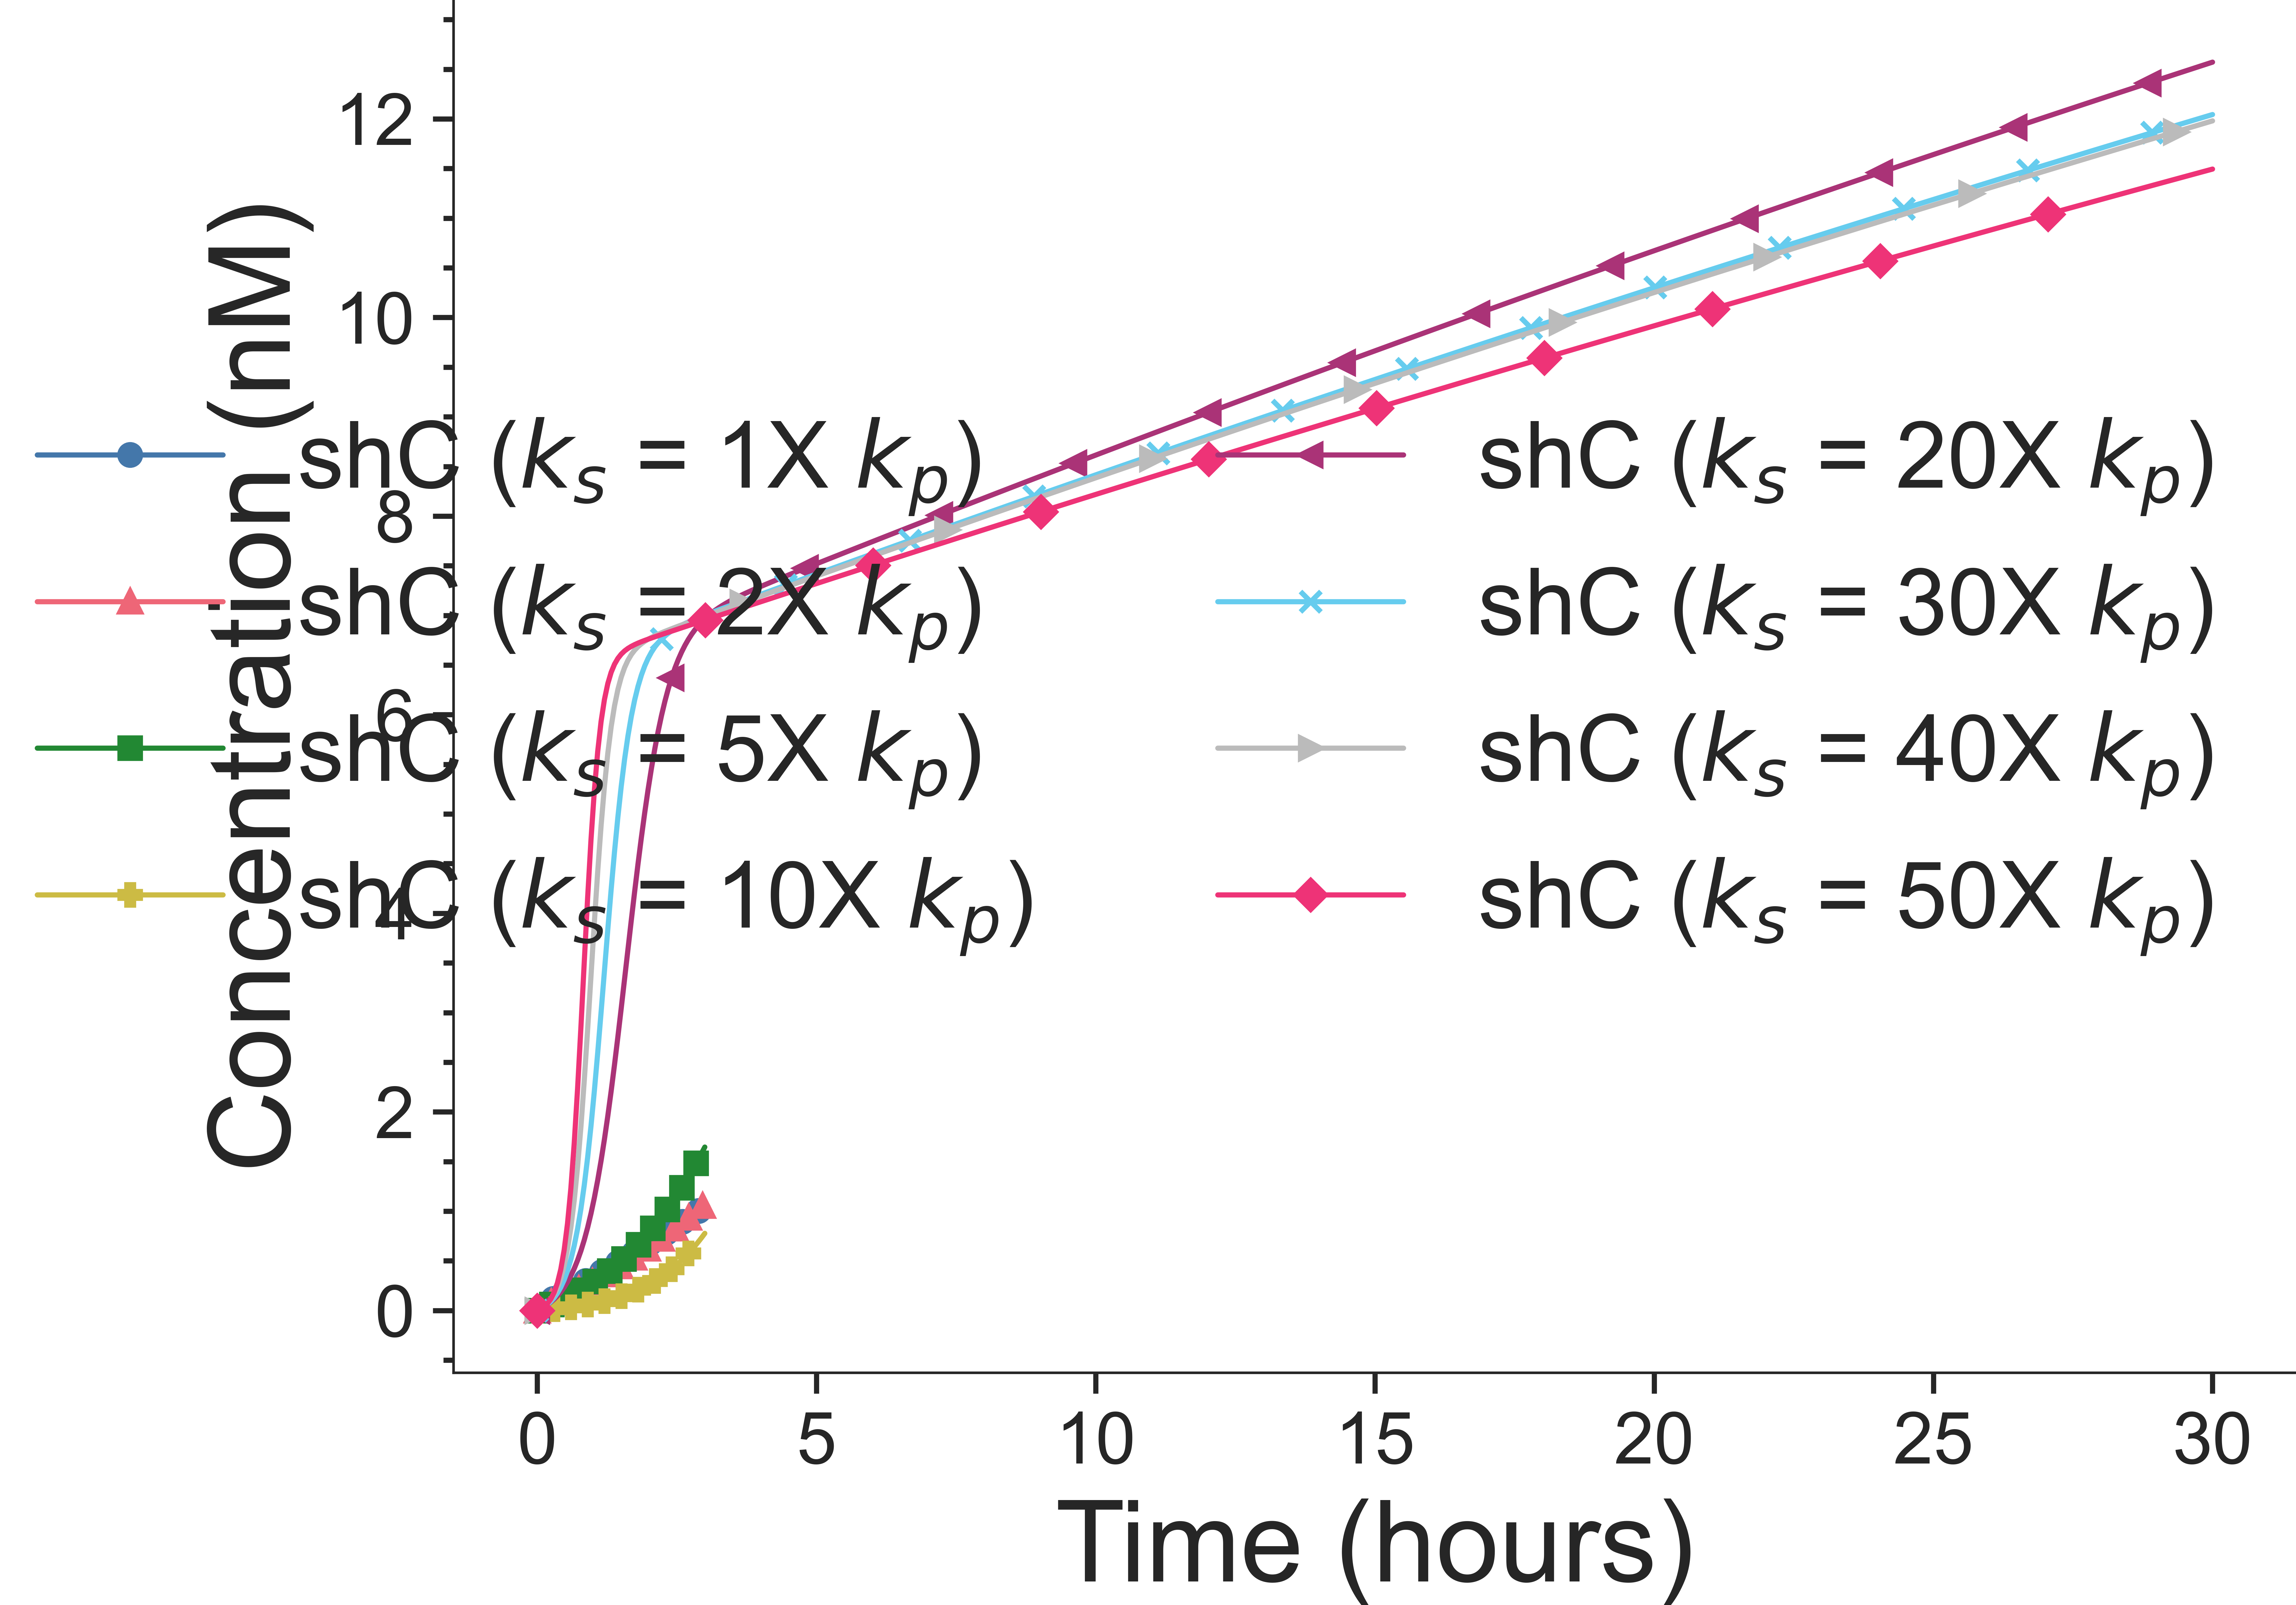 12
10
8
6
4
2
0
Concentration (nM)
shC (kₛ = 1X kₚ)
shC (kₛ = 2X kₚ)
shC (kₛ = 5X kₚ)
shC (kₛ = 10X kₚ)
shC (kₛ = 20X kₚ)
shC (kₛ = 30X kₚ)
shC (kₛ = 40X kₚ)
shC (kₛ = 50X kₚ)
0 5 10 15 20 25 30
Time (hours)